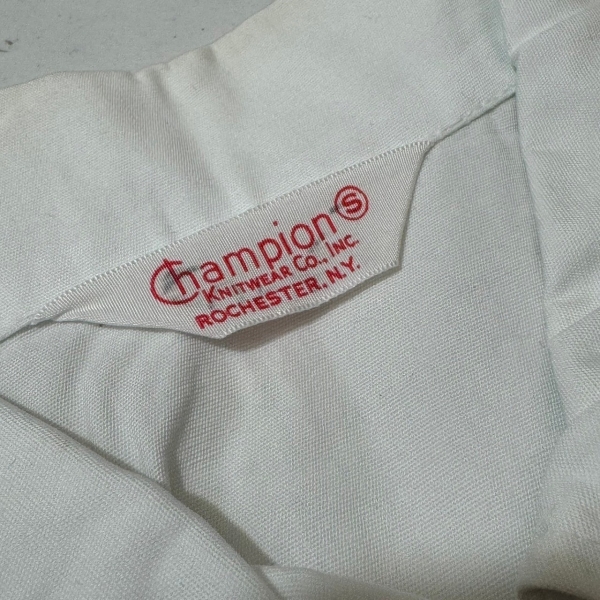 Champion S
KNITWEAR CO., INC.
ROCHESTER, N.Y.